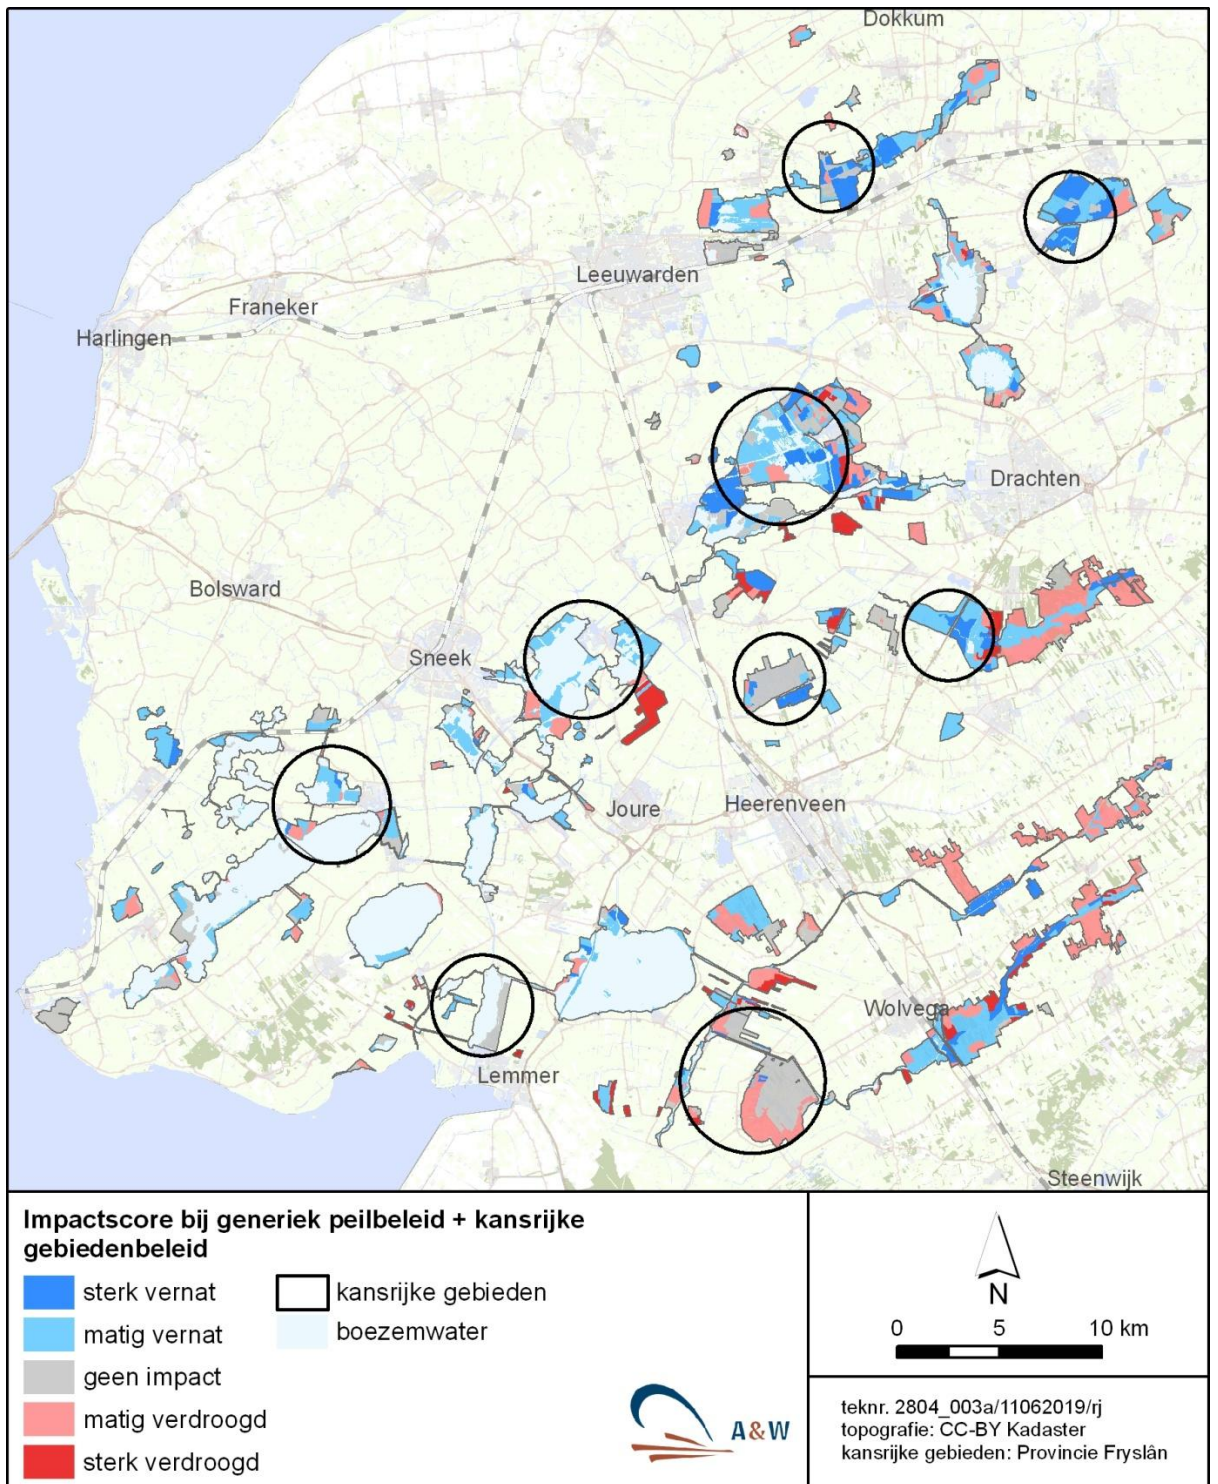 Dokkum
Leeuwarden
Franeker
Harlingen
Drachten
Bolsward
Sneek
Joure
Heerenveen
Wolvega
Lemmer
Steenwijk
Impactscore bij generiek peilbeleid + kansrijke
gebiedenbeleid
sterk vernat
matig vernat
geen impact
matig verdroogd
sterk verdroogd
kansrijke gebieden
boezemwater
A&W
N
0 5 10 km
teknr. 2804_003a/11062019/rj
topografie: CC-BY Kadaster
kansrijke gebieden: Provincie Fryslân